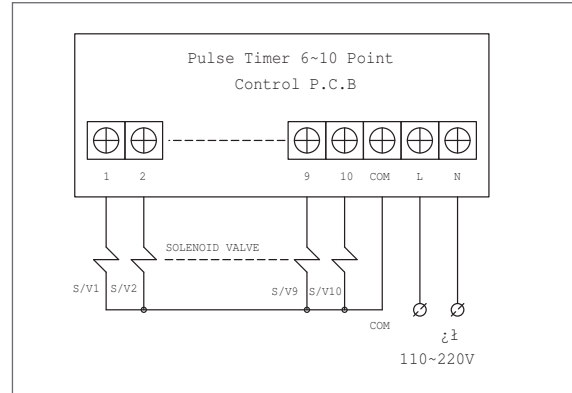 Pulse Timer 6~10 Point
Control P.C.B
1 2 9 10 COM L N
SOLENOID VALVE
S/V1 S/V2 S/V9 S/V10
COM
¿ł
110~220V